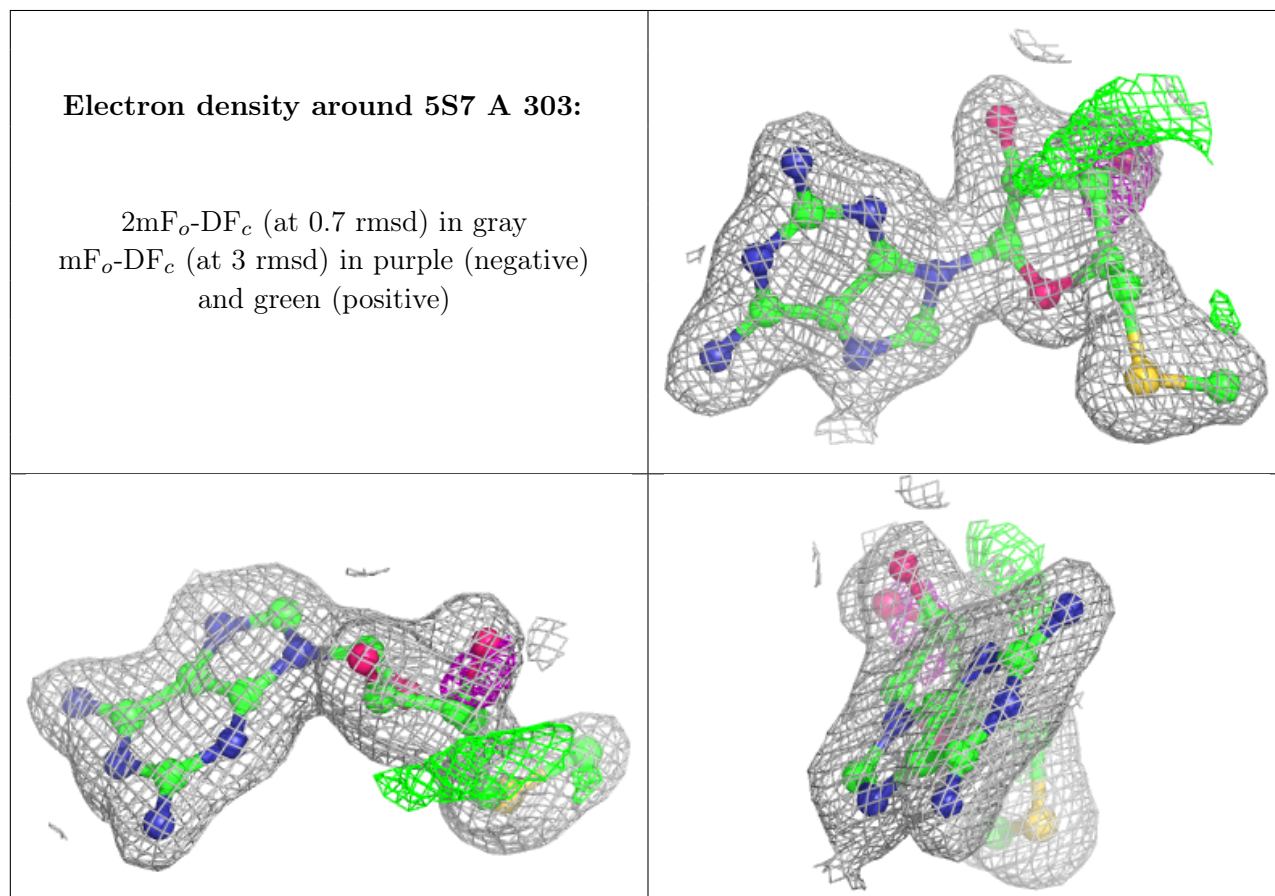 Electron density around 5S7 A 303:
2mFo-DFc (at 0.7 rmsd) in gray
mFo-DFc (at 3 rmsd) in purple (negative)
and green (positive)